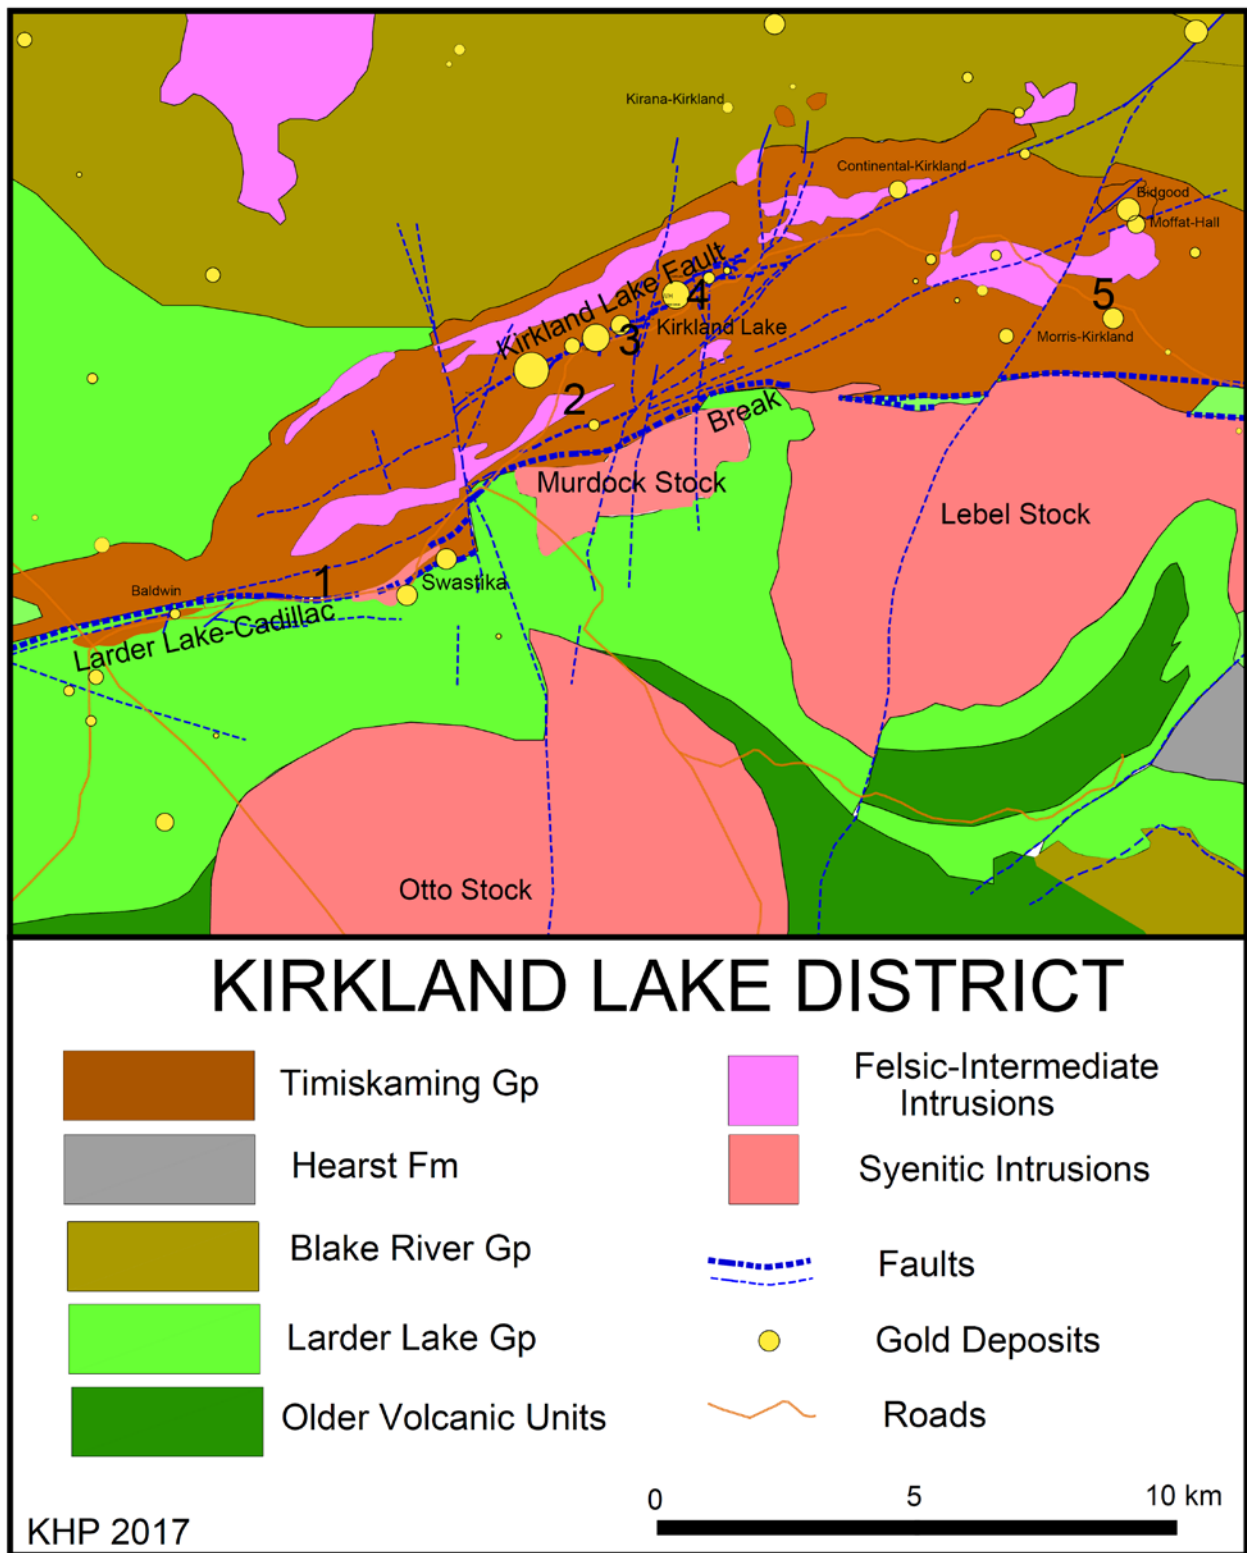 Kirana-Kirkland
Continental-Kirkland
Bidgood
Moffat-Hall
Kirkland Lake Fault
4
5
3
Kirkland Lake
Morris-Kirkland
2
Break
Murdock Stock
Lebel Stock
1
Swastika
Baldwin
Larder Lake-Cadillac
Otto Stock
KIRKLAND LAKE DISTRICT
Timiskaming Gp
Hearst Fm
Blake River Gp
Larder Lake Gp
Older Volcanic Units
Felsic-Intermediate
Intrusions
Syenitic Intrusions
Faults
Gold Deposits
Roads
0 5 10 km
KHP 2017